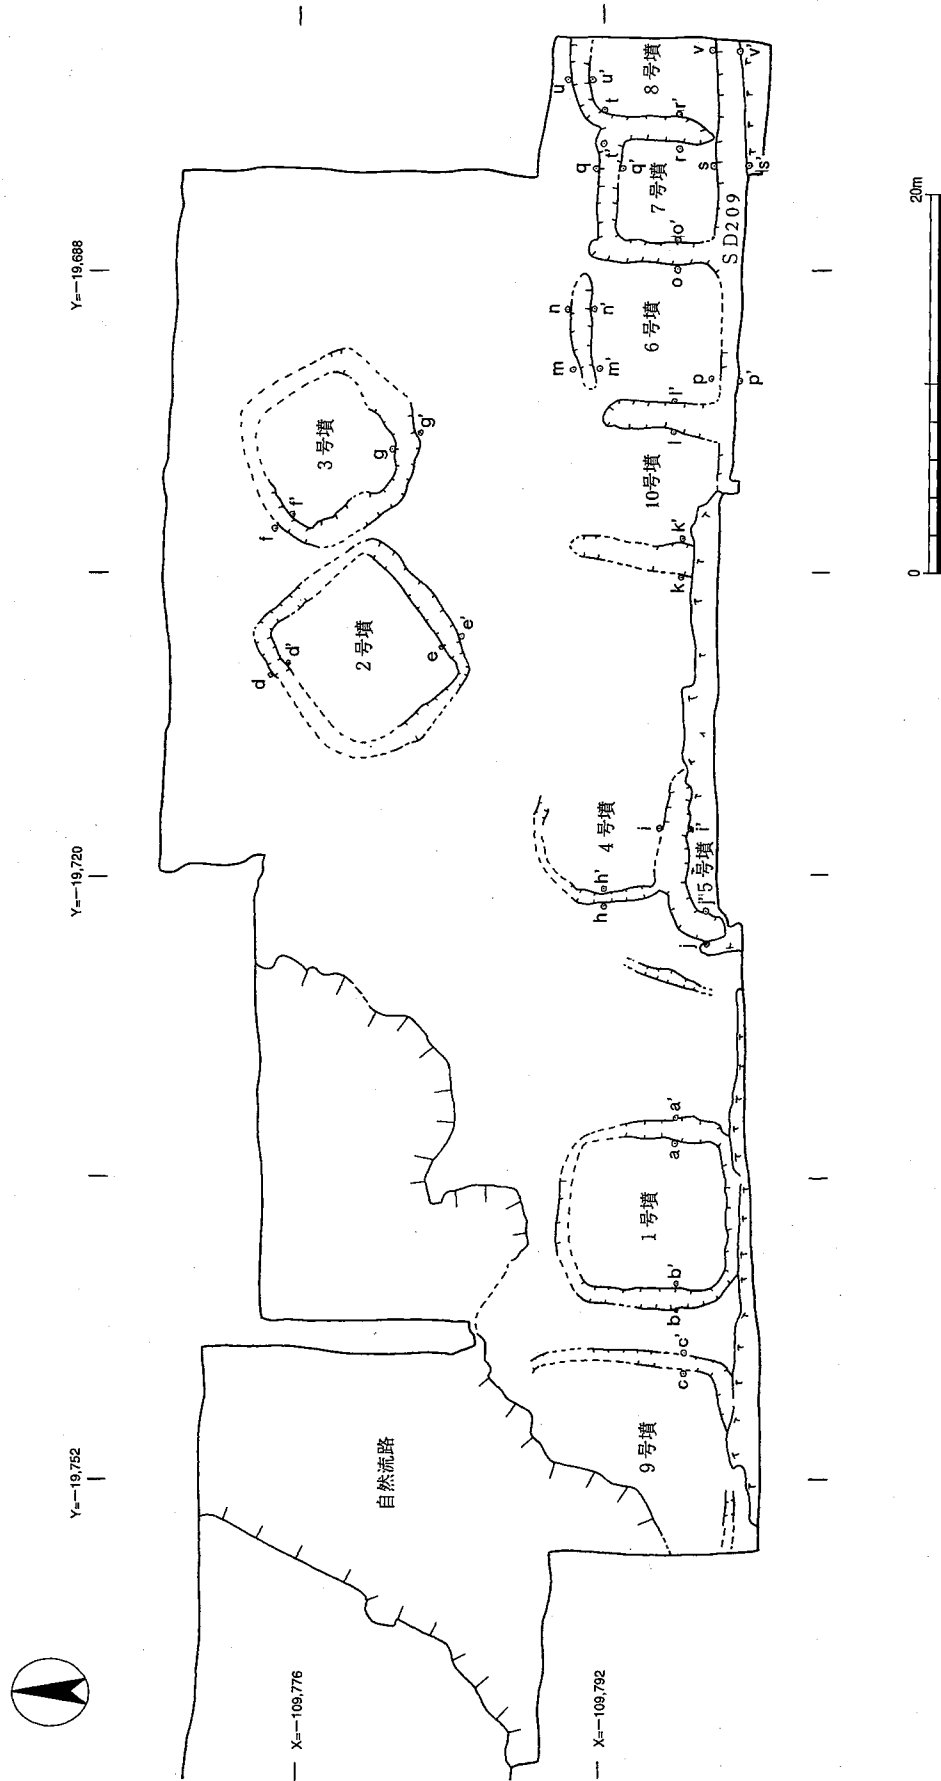 Y=−19,688
Y=−19,720
Y=−19,752
X=−109,776
X=−109,792
20m
0
自然流路
SD209
1号墳
2号墳
3号墳
4号墳
5号墳
6号墳
7号墳
8号墳
9号墳
10号墳
a
a'
b
b'
c
c'
d
d'
e
e'
f
f'
g
g'
h
h'
i
i'
j
k
k'
l
l'
m
m'
n
n'
o
o'
p
p'
q
q'
r
r'
s
s'
t
t'
u
u'
v
v'